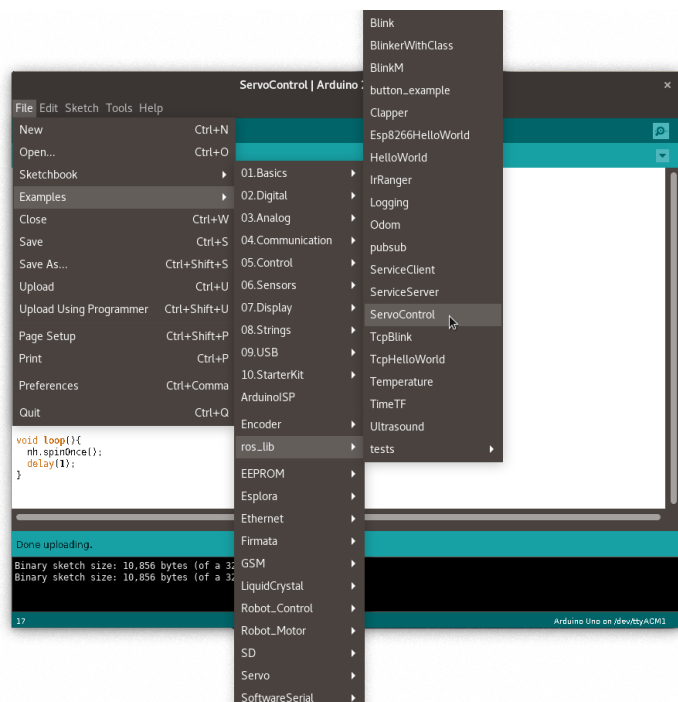 ServoControl | Arduino
File Edit Sketch Tools Help
New Ctrl+N
Open... Ctrl+O
Sketchbook
Examples
Close Ctrl+W
Save Ctrl+S
Save As... Ctrl+Shift+S
Upload Ctrl+U
Upload Using Programmer Ctrl+Shift+U
Page Setup Ctrl+Shift+P
Print Ctrl+P
Preferences Ctrl+Comma
Quit Ctrl+Q
01.Basics
02.Digital
03.Analog
04.Communication
05.Control
06.Sensors
07.Display
08.Strings
09.USB
10.StarterKit
ArduinoISP
Encoder
ros_lib
EEPROM
Esplora
Ethernet
Firmata
GSM
LiquidCrystal
Robot_Control
Robot_Motor
SD
Servo
SoftwareSerial
Blink
BlinkerWithClass
BlinkM
button_example
Clapper
Esp8266HelloWorld
HelloWorld
IrRanger
Logging
Odom
pubsub
ServiceClient
ServiceServer
ServoControl
TcpBlink
TcpHelloWorld
Temperature
TimeTF
Ultrasound
tests
void loop(){
nh.spinOnce();
delay(1);
}
Done uploading.
Binary sketch size: 10,856 bytes (of a 32
Binary sketch size: 10,856 bytes (of a 32
17 Arduino Uno on /dev/ttyACM1